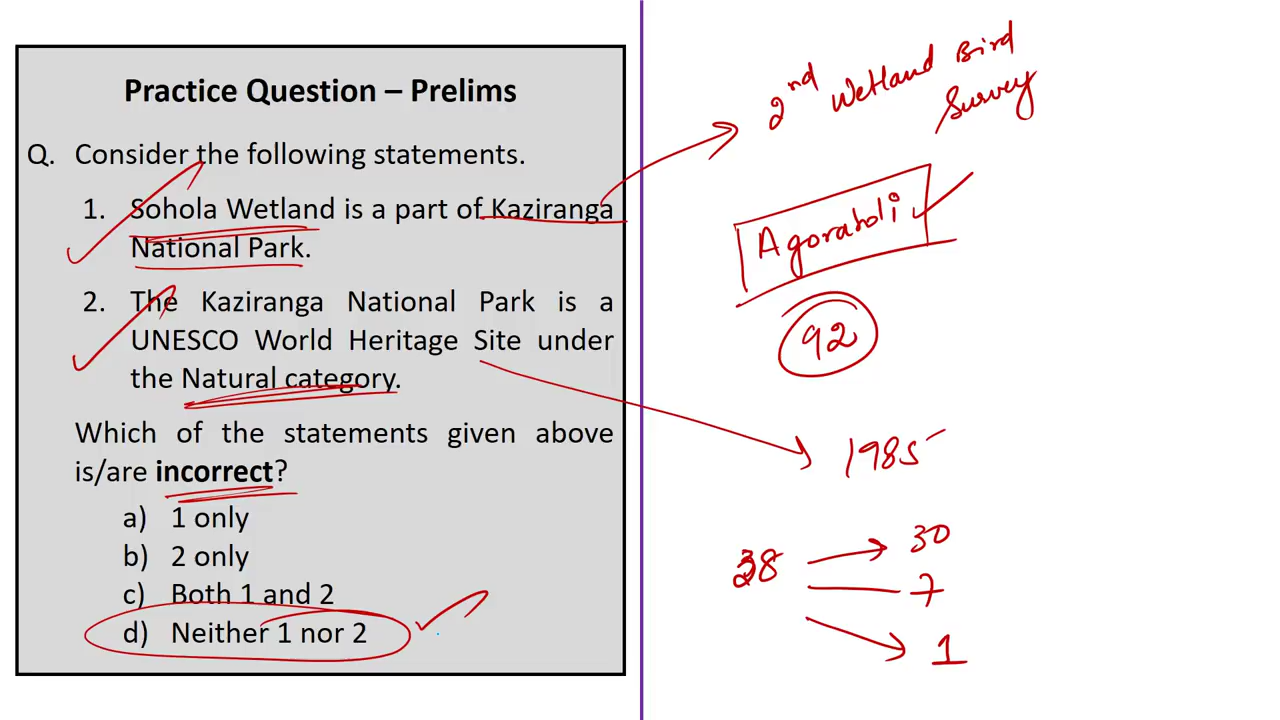 Practice Question – Prelims
Q. Consider the following statements.
1. Sohola Wetland is a part of Kaziranga
National Park.
2. The Kaziranga National Park is a
UNESCO World Heritage Site under
the Natural category.
Which of the statements given above
is/are incorrect?
a) 1 only
b) 2 only
c) Both 1 and 2
d) Neither 1 nor 2
2nd Wetland Bird
Survey
Agoratoli
92
1985
38
30
7
1